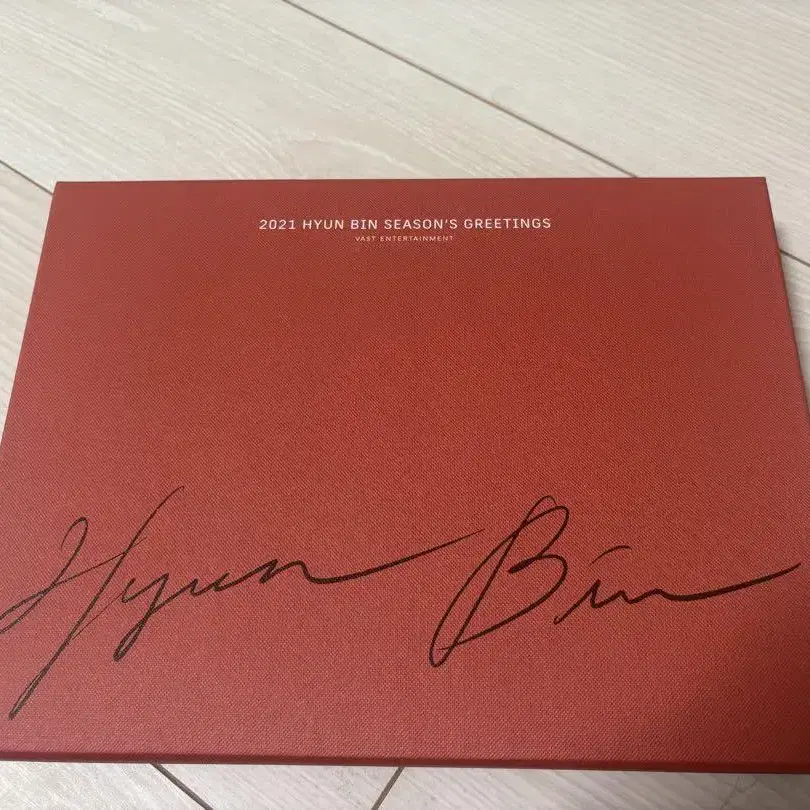 2021 HYUN BIN SEASON'S GREETINGS
VAST ENTERTAINMENT
Hyun Bin